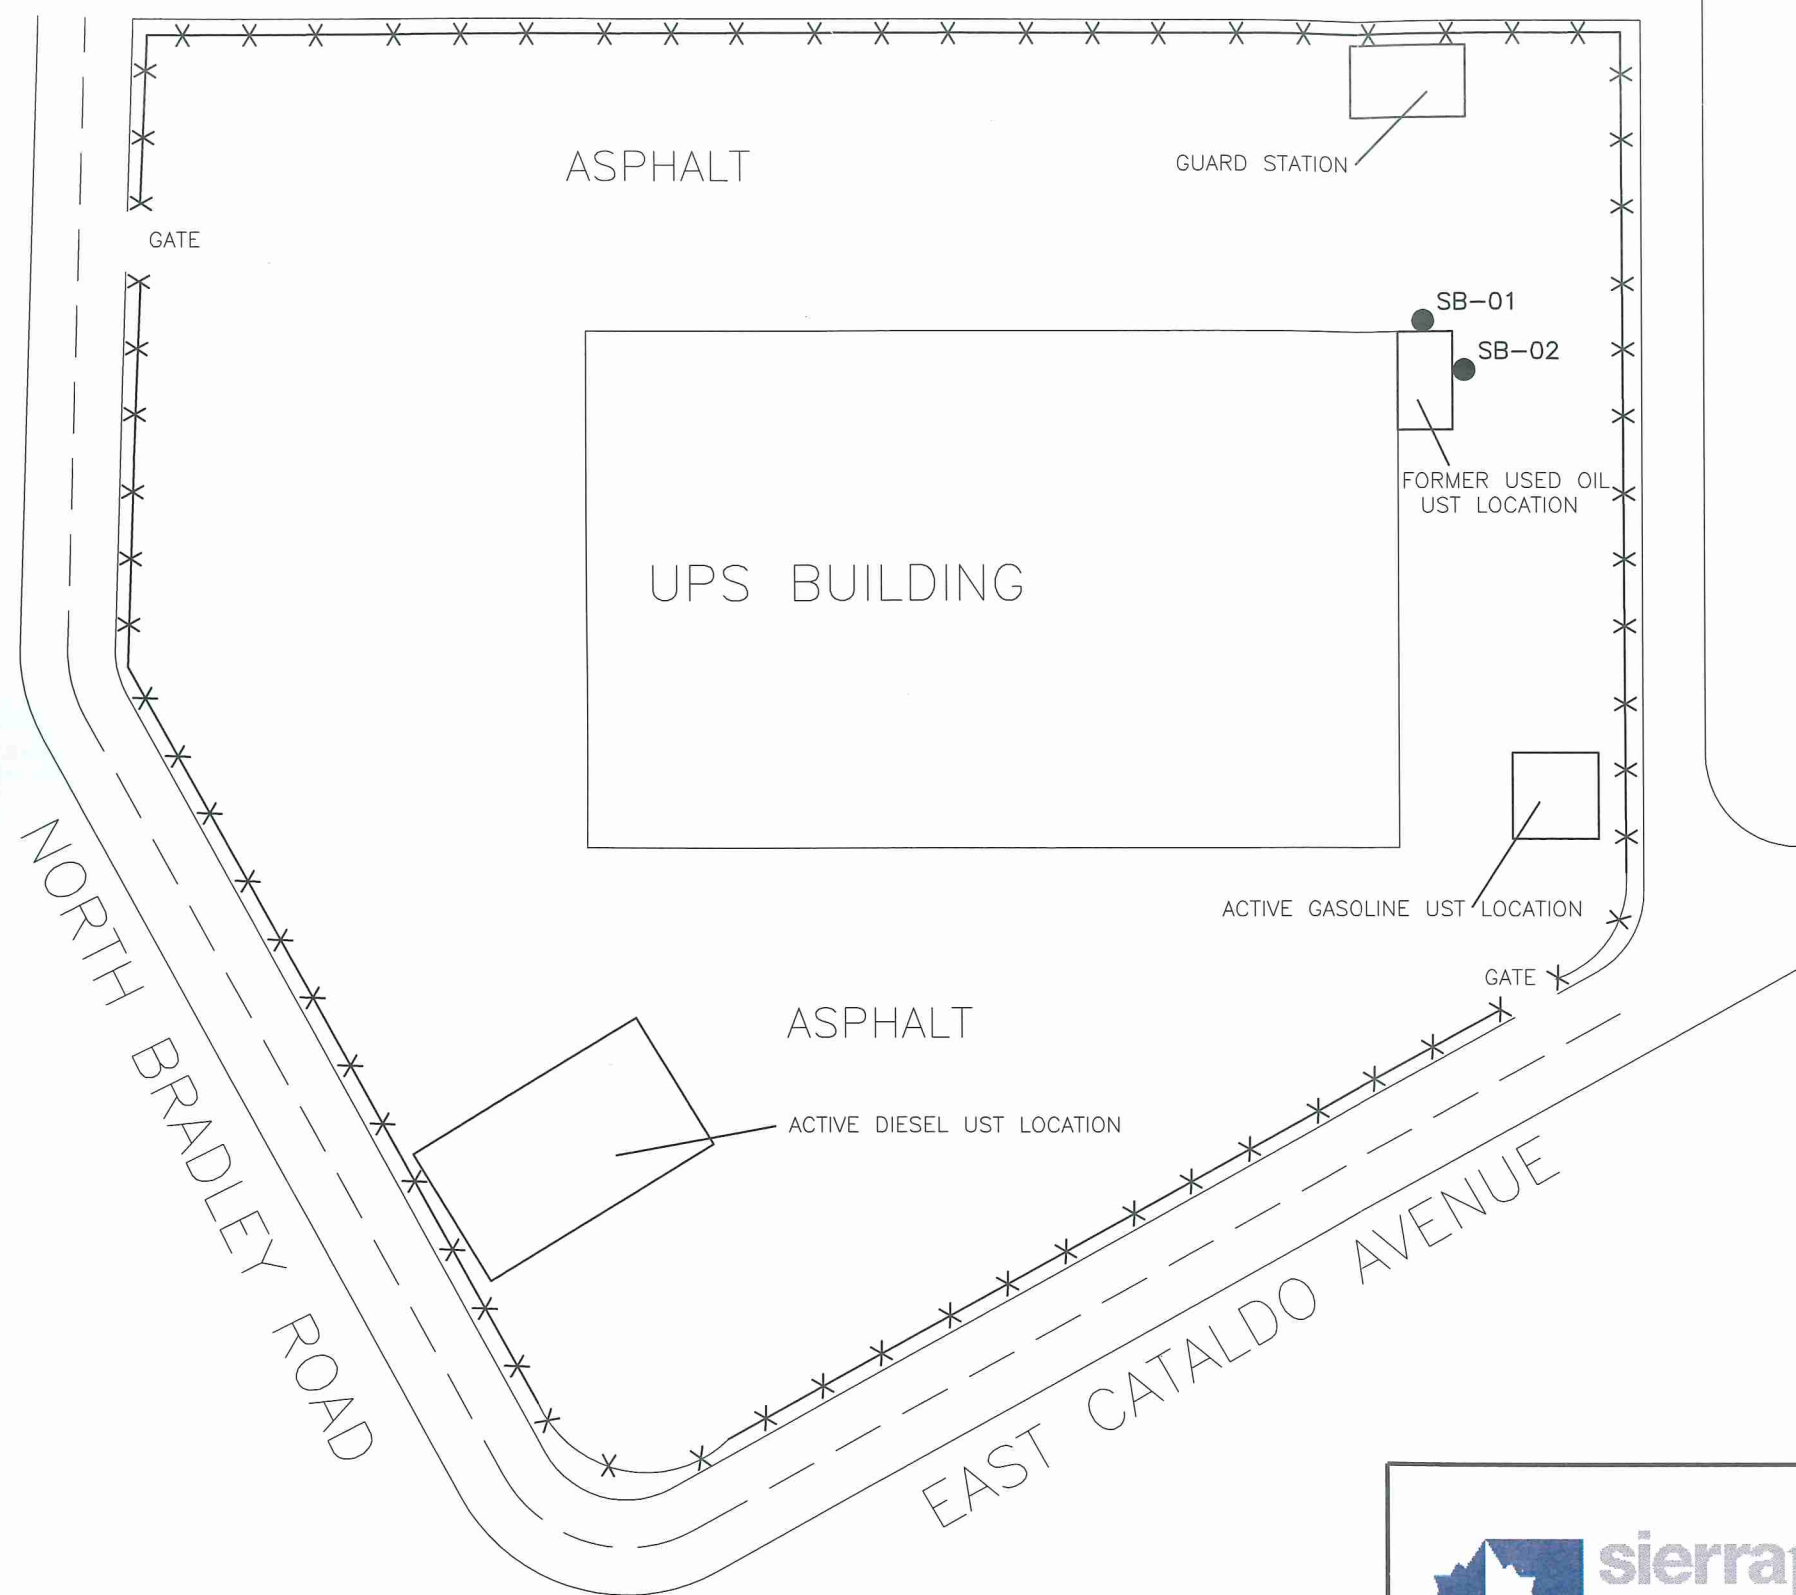 ASPHALT
GUARD STATION
GATE
SB-01
SB-02
FORMER USED OIL
UST LOCATION
UPS BUILDING
ACTIVE GASOLINE UST LOCATION
GATE
ASPHALT
ACTIVE DIESEL UST LOCATION
NORTH BRADLEY ROAD
EAST CATALDO AVENUE
sierra